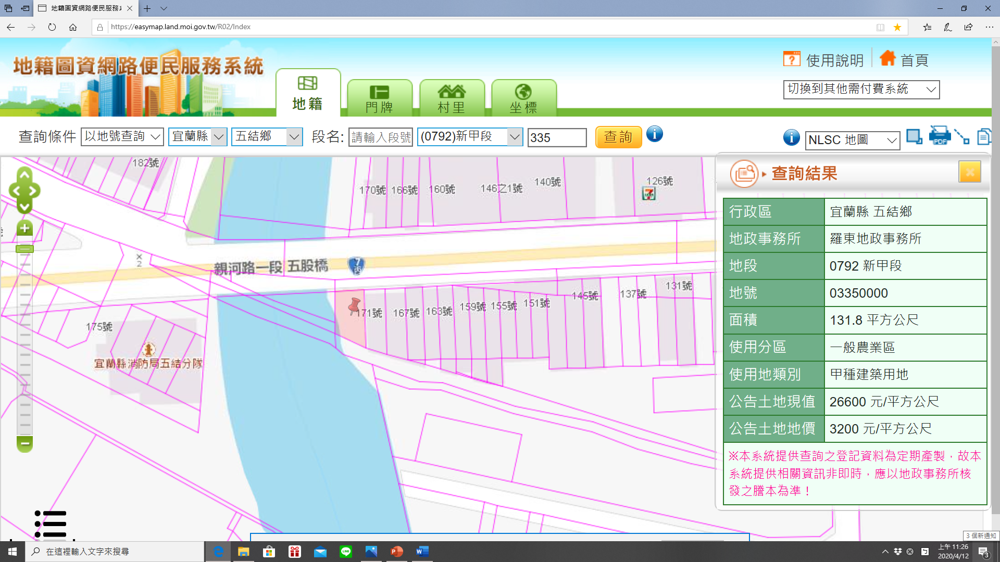 地籍圖資網路便民服務系
https://easymap.land.moi.gov.tw/R02/Index
地籍圖資網路便民服務系統
地籍
門牌
村里
坐標
使用說明
首頁
切換到其他需付費系統
查詢條件 以地號查詢 宜蘭縣 五結鄉 段名: 請輸入段號 (0792)新甲段 335 查詢
NLSC 地圖
PDF
182號
170號 166號 160號 146之1號 140號 126號
親河路一段 五股橋
7
丙
171號 167號 163號 159號 155號 151號 145號 137號 131號
175號
宜蘭縣消防局五結分隊
查詢結果
行政區 宜蘭縣 五結鄉
地政事務所 羅東地政事務所
地段 0792 新甲段
地號 03350000
面積 131.8 平方公尺
使用分區 一般農業區
使用地類別 甲種建築用地
公告土地現值 26600 元/平方公尺
公告土地地價 3200 元/平方公尺
※本系統提供查詢之登記資料為定期產製，故本
系統提供相關資訊非即時，應以地政事務所核
發之謄本為準！
3 個新通知
在這裡輸入文字來搜尋
上午 11:26
2020/4/12
3